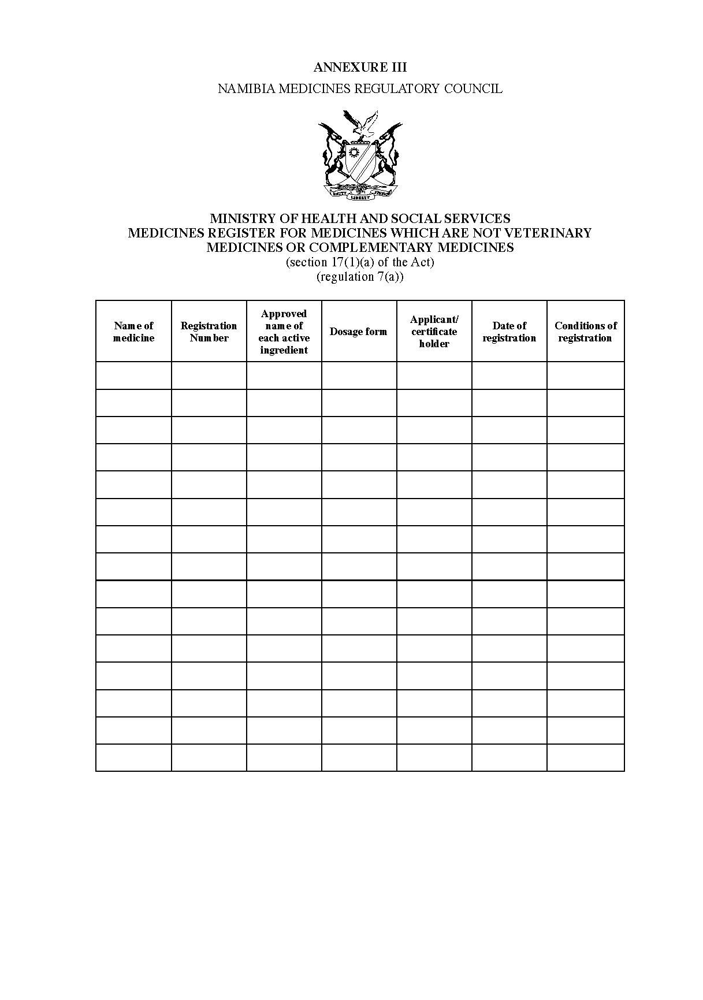 ANNEXURE III
NAMIBIA MEDICINES REGULATORY COUNCIL
UNITY LIBERTY JUSTICE
MINISTRY OF HEALTH AND SOCIAL SERVICES
MEDICINES REGISTER FOR MEDICINES WHICH ARE NOT VETERINARY
MEDICINES OR COMPLEMENTARY MEDICINES
(section 17(1)(a) of the Act)
(regulation 7(a))
Name of
medicine
Registration
Number
Approved
name of
each active
ingredient
Dosage form
Applicant/
certificate
holder
Date of
registration
Conditions of
registration